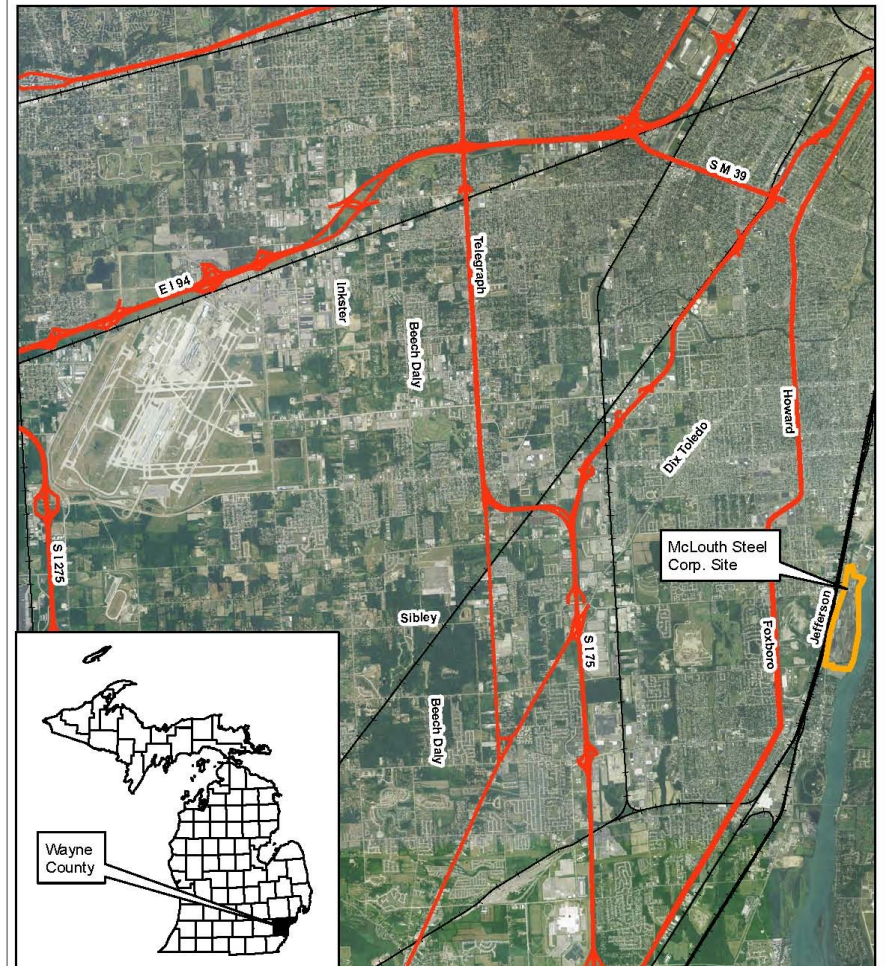 S M 39
Telegraph
E I 94
Inkster
Beech Daly
Howard
Dix Toledo
McLouth Steel
Corp. Site
S I 275
Jefferson
Sibley
Foxboro
S I 75
Beech Daly
Wayne
County